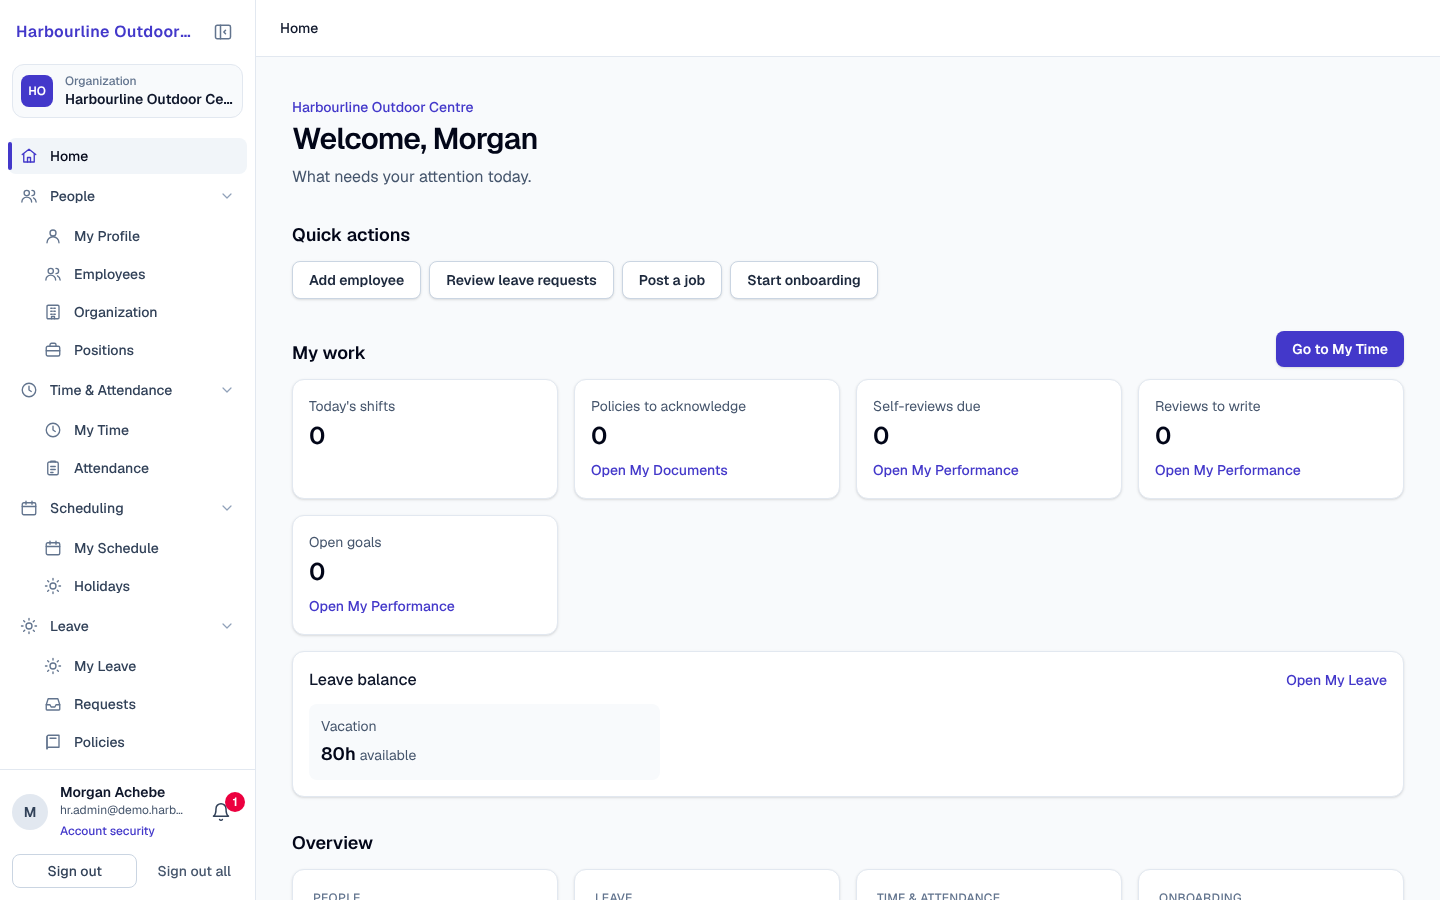 Harbourline Outdoor...
HO
Organization
Harbourline Outdoor Ce...
Home
People
My Profile
Employees
Organization
Positions
Time & Attendance
My Time
Attendance
Scheduling
My Schedule
Holidays
Leave
My Leave
Requests
Policies
M
Morgan Achebe
hr.admin@demo.harb...
Account security
1
Sign out
Sign out all
Home
Harbourline Outdoor Centre
Welcome, Morgan
What needs your attention today.
Quick actions
Add employee
Review leave requests
Post a job
Start onboarding
My work
Go to My Time
Today's shifts
0
Policies to acknowledge
0
Open My Documents
Self-reviews due
0
Open My Performance
Reviews to write
0
Open My Performance
Open goals
0
Open My Performance
Leave balance
Open My Leave
Vacation
80h available
Overview
PEOPLE
LEAVE
TIME & ATTENDANCE
ONBOARDING